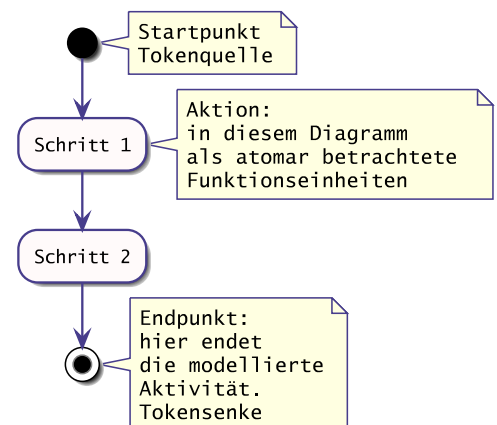 Startpunkt
Tokenquelle
Aktion:
in diesem Diagramm
als atomar betrachtete
Funktionseinheiten
Schritt 1
Schritt 2
Endpunkt:
hier endet
die modellierte
Aktivität.
Tokensenke